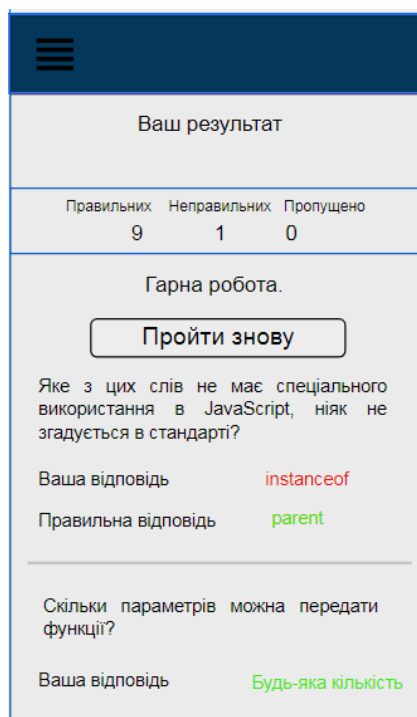 Ваш результат
Правильних Неправильних Пропущено
9 1 0
Гарна робота.
Пройти знову
Яке з цих слів не має спеціального
використання в JavaScript, ніяк не
згадується в стандарті?
Ваша відповідь instanceof
Правильна відповідь parent
Скільки параметрів можна передати
функції?
Ваша відповідь Будь-яка кількість